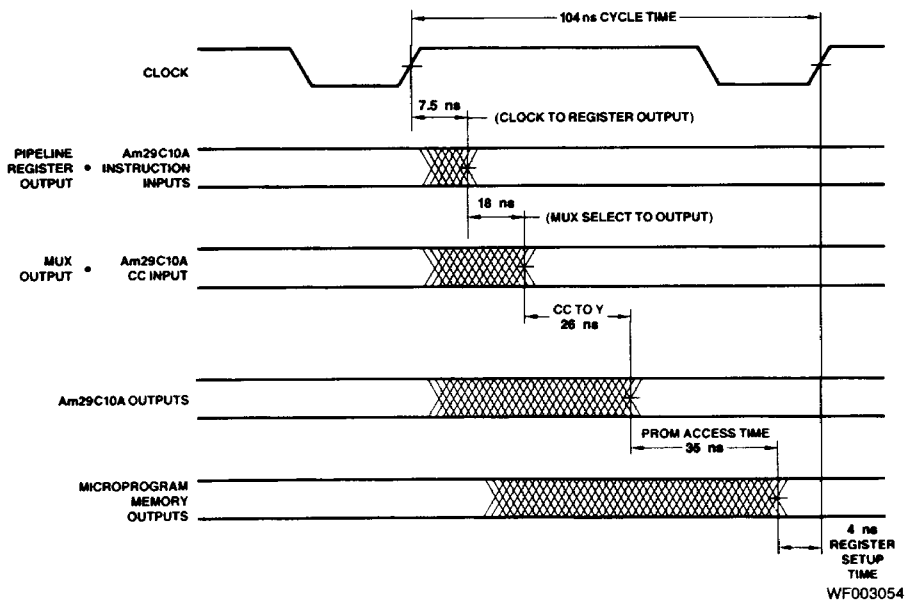 104 ns CYCLE TIME
CLOCK
7.5 ns
(CLOCK TO REGISTER OUTPUT)
PIPELINE
REGISTER •
OUTPUT
Am29C10A
INSTRUCTION
INPUTS
18 ns
(MUX SELECT TO OUTPUT)
MUX •
OUTPUT
Am29C10A
CC INPUT
CC TO Y
26 ns
Am29C10A OUTPUTS
PROM ACCESS TIME
35 ns
MICROPROGRAM
MEMORY
OUTPUTS
4 ns
REGISTER
SETUP
TIME
WF003054